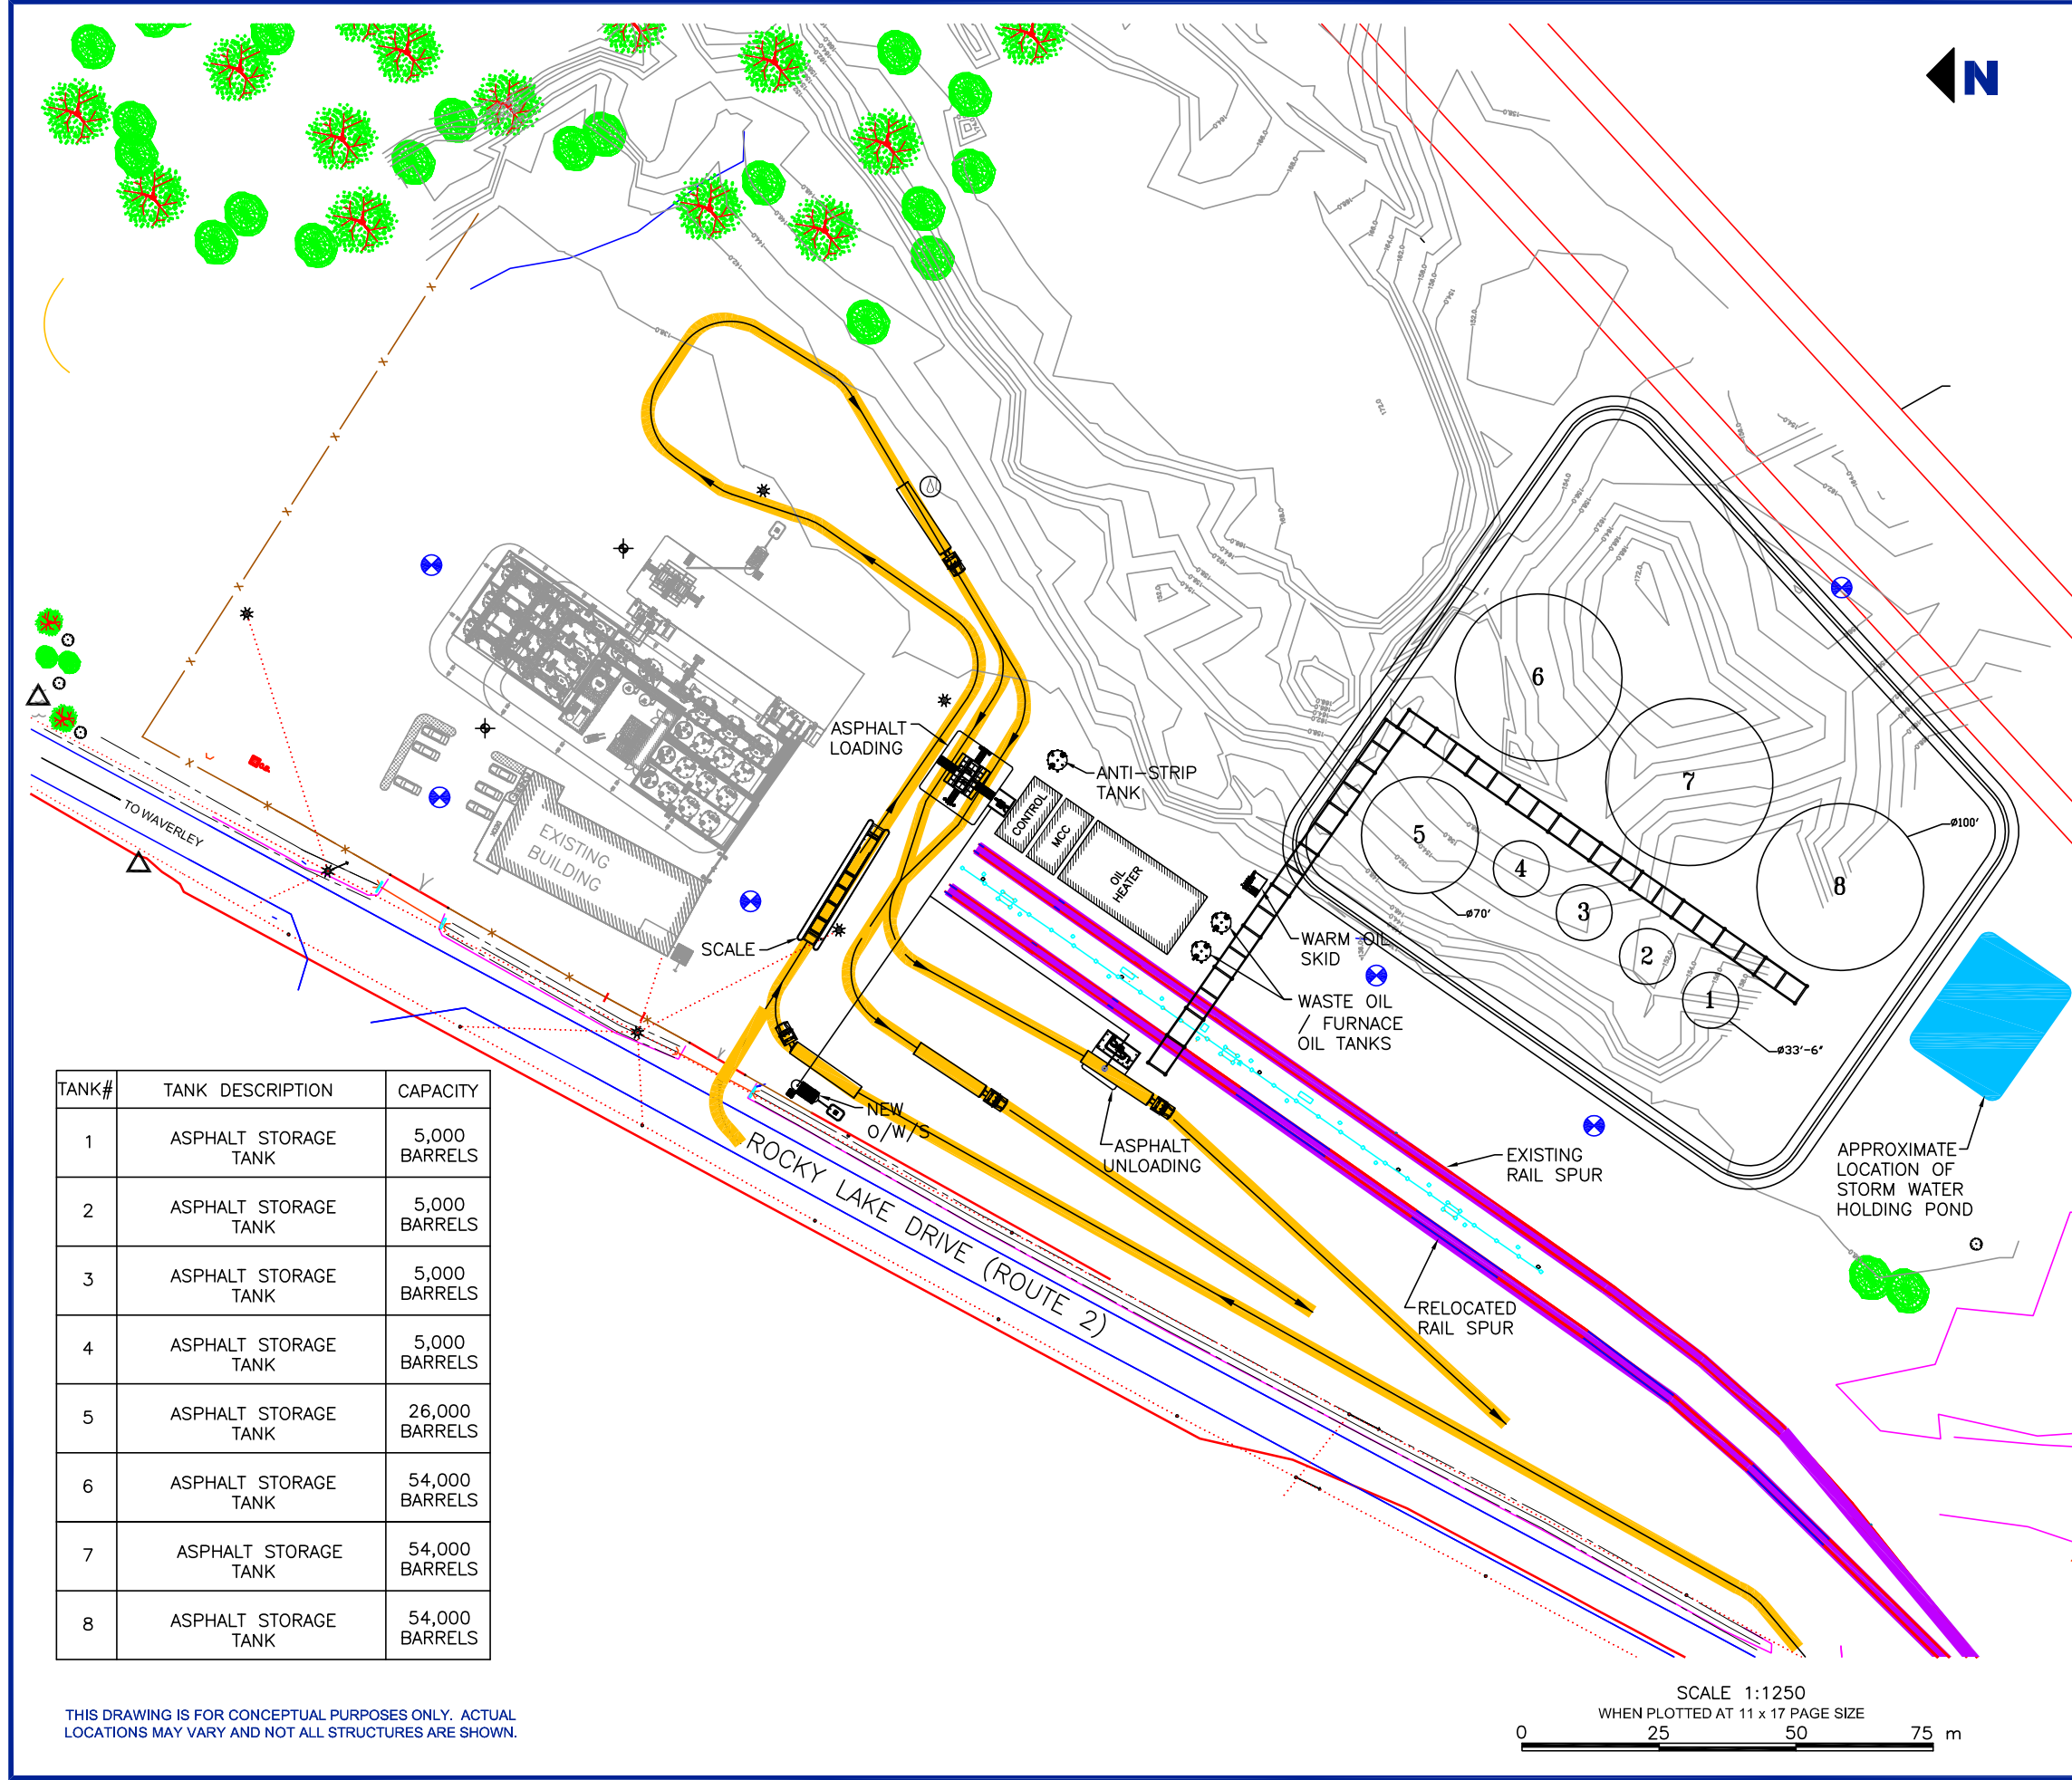 N
ASPHALT
LOADING
ANTI-STRIP
TANK
CONTROL
MCC
OIL
HEATER
EXISTING
BUILDING
TO WAVERLEY
SCALE
WARM OIL
SKID
WASTE OIL
/ FURNACE
OIL TANKS
NEW
O/W/S
ASPHALT
UNLOADING
EXISTING
RAIL SPUR
RELOCATED
RAIL SPUR
APPROXIMATE
LOCATION OF
STORM WATER
HOLDING POND
ROCKY LAKE DRIVE (ROUTE 2)
6
7
5
4
3
2
1
8
ø100'
ø70'
ø33'-6"
TANK# TANK DESCRIPTION CAPACITY
1 ASPHALT STORAGE TANK 5,000 BARRELS
2 ASPHALT STORAGE TANK 5,000 BARRELS
3 ASPHALT STORAGE TANK 5,000 BARRELS
4 ASPHALT STORAGE TANK 5,000 BARRELS
5 ASPHALT STORAGE TANK 26,000 BARRELS
6 ASPHALT STORAGE TANK 54,000 BARRELS
7 ASPHALT STORAGE TANK 54,000 BARRELS
8 ASPHALT STORAGE TANK 54,000 BARRELS
THIS DRAWING IS FOR CONCEPTUAL PURPOSES ONLY. ACTUAL
LOCATIONS MAY VARY AND NOT ALL STRUCTURES ARE SHOWN.
SCALE 1:1250
WHEN PLOTTED AT 11 x 17 PAGE SIZE
0 25 50 75 m